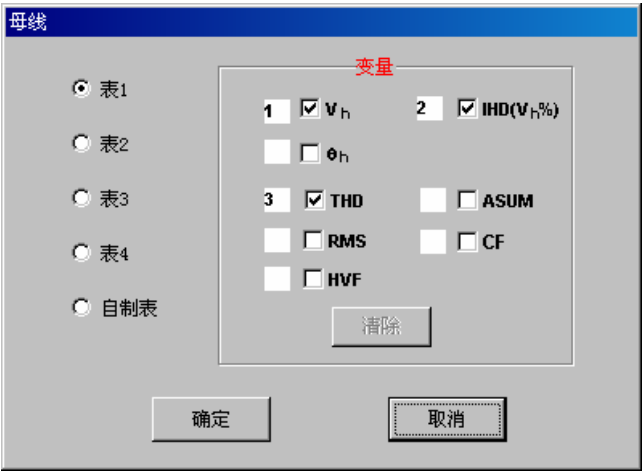 母线
变量
表1
1 Vh 2 IHD(Vh%)
表2
θh
表3
3 THD ASUM
RMS CF
表4
HVF
自制表
清除
确定 取消